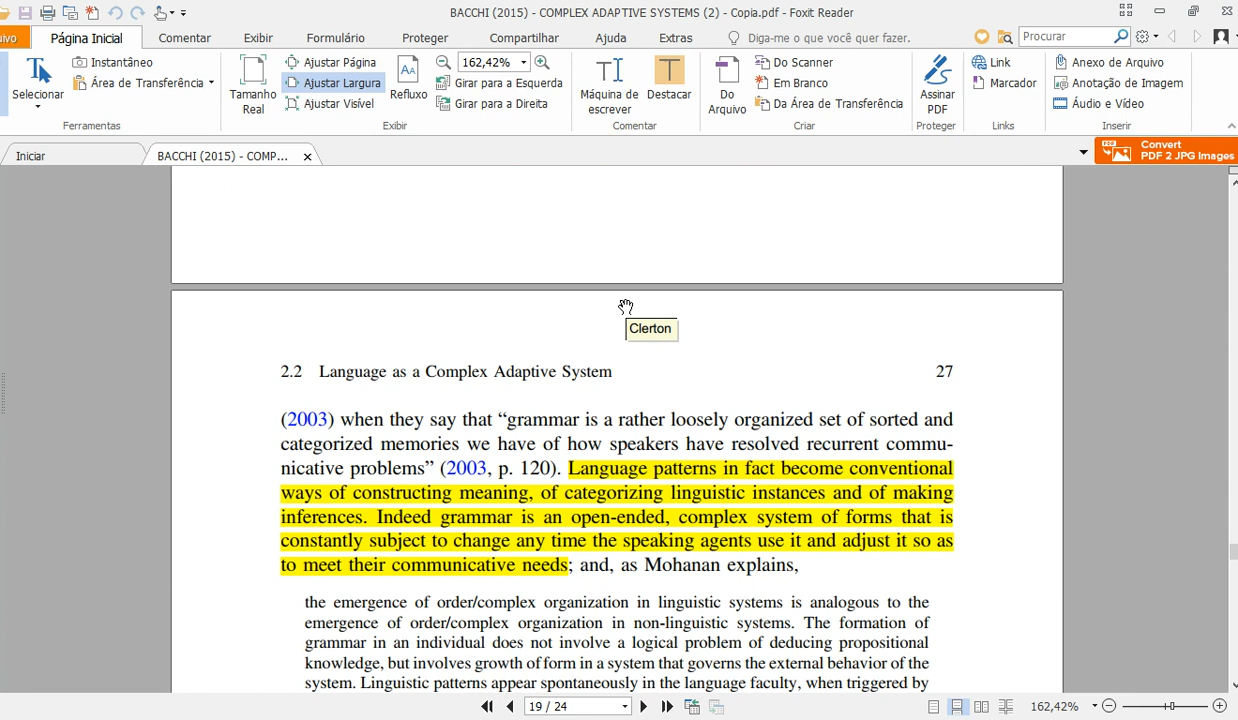 BACCHI (2015) - COMPLEX ADAPTIVE SYSTEMS (2) - Copia.pdf - Foxit Reader
ivo Página Inicial Comentar Exibir Formulário Proteger Compartilhar Ajuda Extras Diga-me o que você quer fazer. Procurar
Selecionar
Instantâneo
Área de Transferência
Ferramentas
Tamanho
Real
Ajustar Página
Ajustar Largura
Ajustar Visível
Refluxo
162,42%
Girar para a Esquerda
Girar para a Direita
Exibir
Máquina de
escrever
Destacar
Comentar
Do
Arquivo
Do Scanner
Em Branco
Da Área de Transferência
Criar
Assinar
PDF
Proteger
Link
Marcador
Links
Anexo de Arquivo
Anotação de Imagem
Áudio e Vídeo
Inserir
Iniciar BACCHI (2015) - COMP...
PDF
Convert
PDF 2 JPG Images
Clerton
2.2 Language as a Complex Adaptive System 27
(2003) when they say that “grammar is a rather loosely organized set of sorted and
categorized memories we have of how speakers have resolved recurrent commu-
nicative problems” (2003, p. 120). Language patterns in fact become conventional
ways of constructing meaning, of categorizing linguistic instances and of making
inferences. Indeed grammar is an open-ended, complex system of forms that is
constantly subject to change any time the speaking agents use it and adjust it so as
to meet their communicative needs; and, as Mohanan explains,
the emergence of order/complex organization in linguistic systems is analogous to the
emergence of order/complex organization in non-linguistic systems. The formation of
grammar in an individual does not involve a logical problem of deducing propositional
knowledge, but involves growth of form in a system that governs the external behavior of the
system. Linguistic patterns appear spontaneously in the language faculty, when triggered by
19 / 24 162,42%